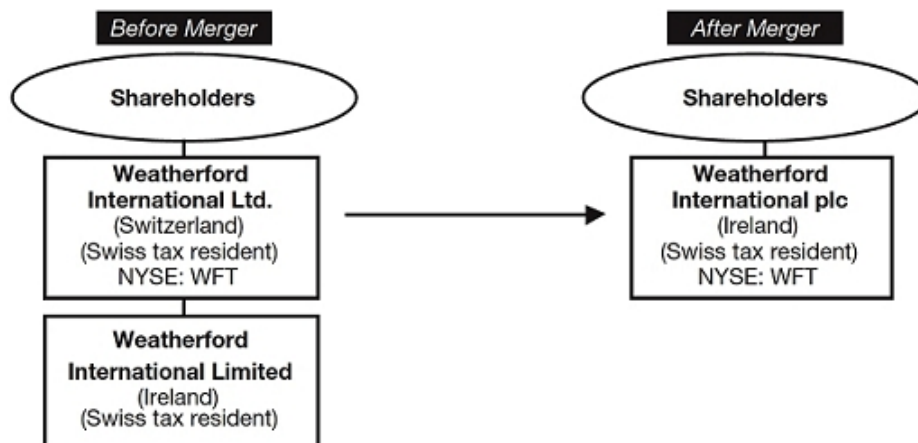 Before Merger
Shareholders
Weatherford
International Ltd.
(Switzerland)
(Swiss tax resident)
NYSE: WFT
Weatherford
International Limited
(Ireland)
(Swiss tax resident)
After Merger
Shareholders
Weatherford
International plc
(Ireland)
(Swiss tax resident)
NYSE: WFT